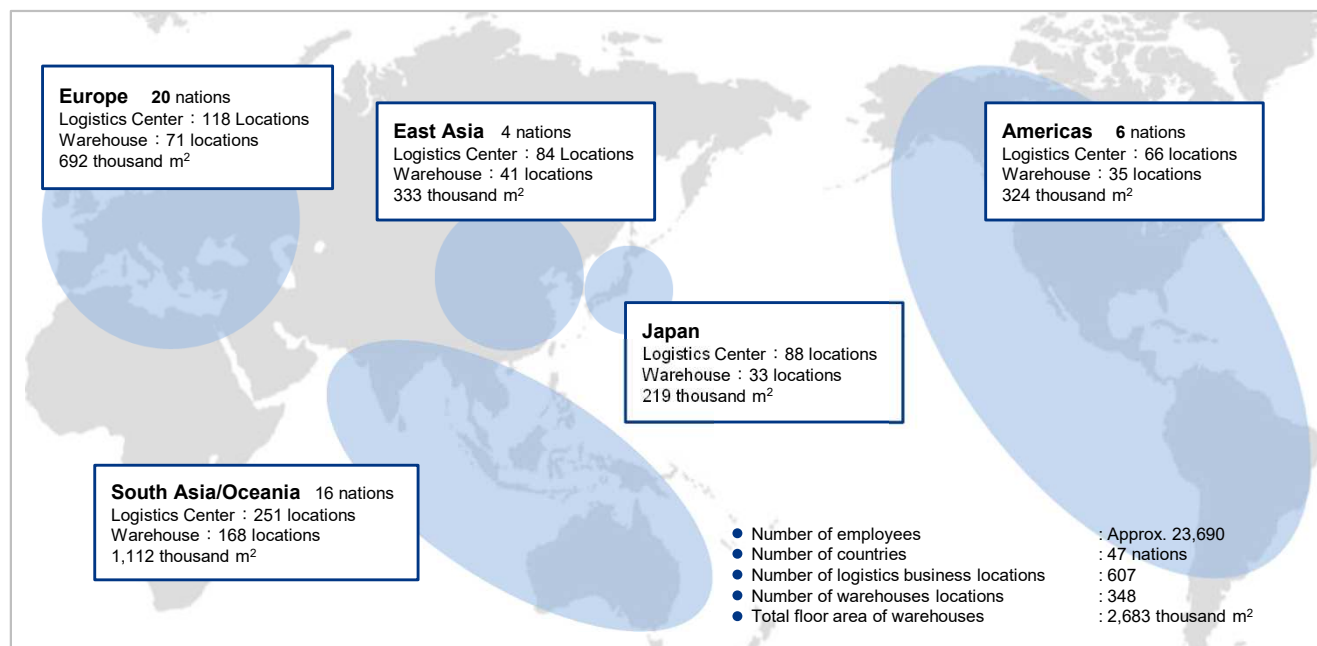 Europe 20 nations
Logistics Center：118 Locations
Warehouse：71 locations
692 thousand m²
East Asia 4 nations
Logistics Center：84 Locations
Warehouse：41 locations
333 thousand m²
Americas 6 nations
Logistics Center：66 locations
Warehouse：35 locations
324 thousand m²
Japan
Logistics Center：88 locations
Warehouse：33 locations
219 thousand m²
South Asia/Oceania 16 nations
Logistics Center：251 locations
Warehouse：168 locations
1,112 thousand m²
● Number of employees : Approx. 23,690
● Number of countries : 47 nations
● Number of logistics business locations : 607
● Number of warehouses locations : 348
● Total floor area of warehouses : 2,683 thousand m²